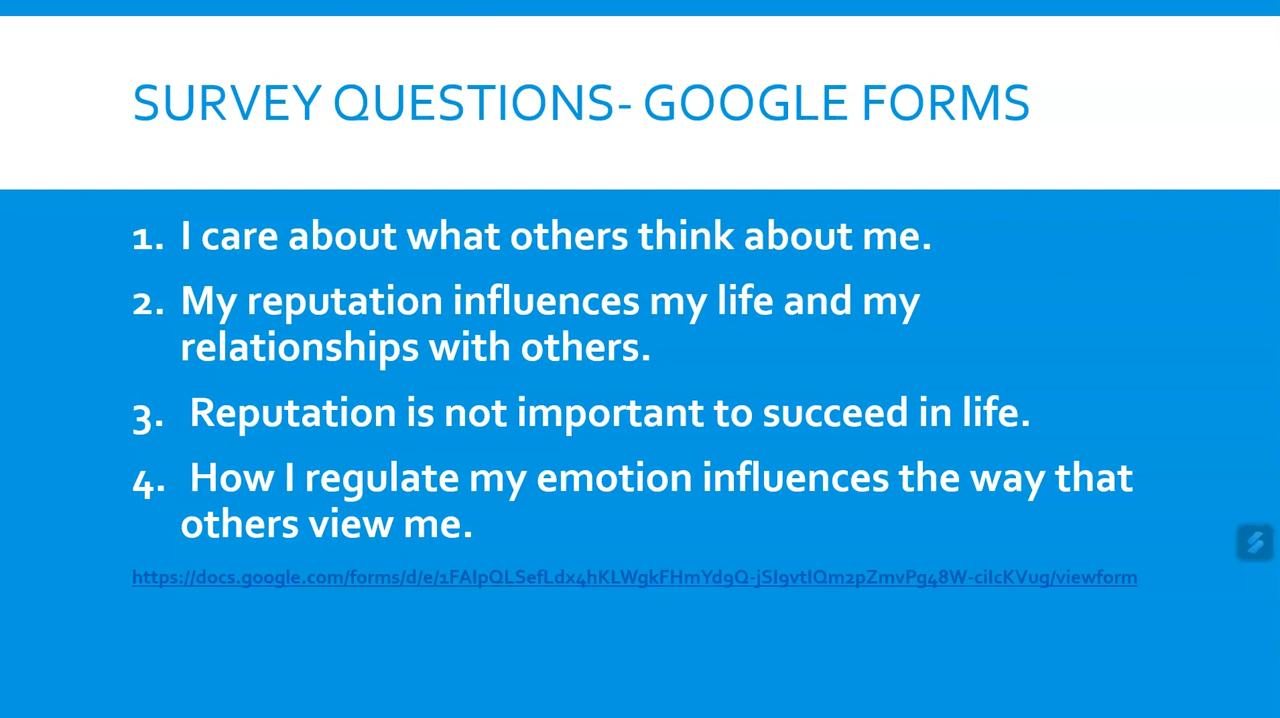 SURVEY QUESTIONS- GOOGLE FORMS
1. I care about what others think about me.
2. My reputation influences my life and my
relationships with others.
3. Reputation is not important to succeed in life.
4. How I regulate my emotion influences the way that
others view me.
https://docs.google.com/forms/d/e/1FAIpQLSefLdx4hKLWgkFHmYd9Q-jSI9vtIQm2pZmvPg48W-ciIcKVug/viewform